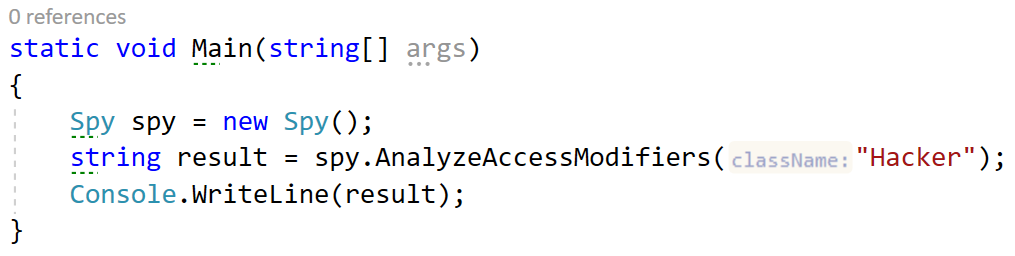 0 references
static void Main(string[] args)
{
Spy spy = new Spy();
string result = spy.AnalyzeAccessModifiers(className:"Hacker");
Console.WriteLine(result);
}